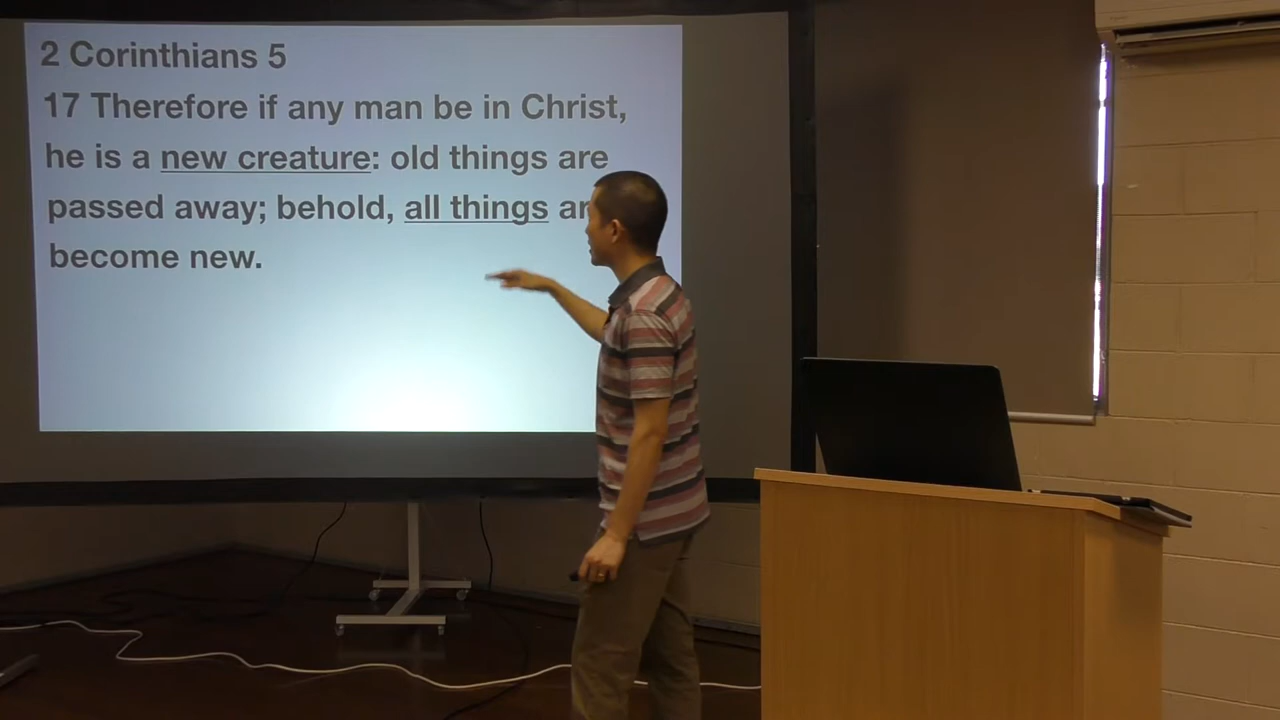 2 Corinthians 5
17 Therefore if any man be in Christ,
he is a new creature: old things are
passed away; behold, all things
become new.